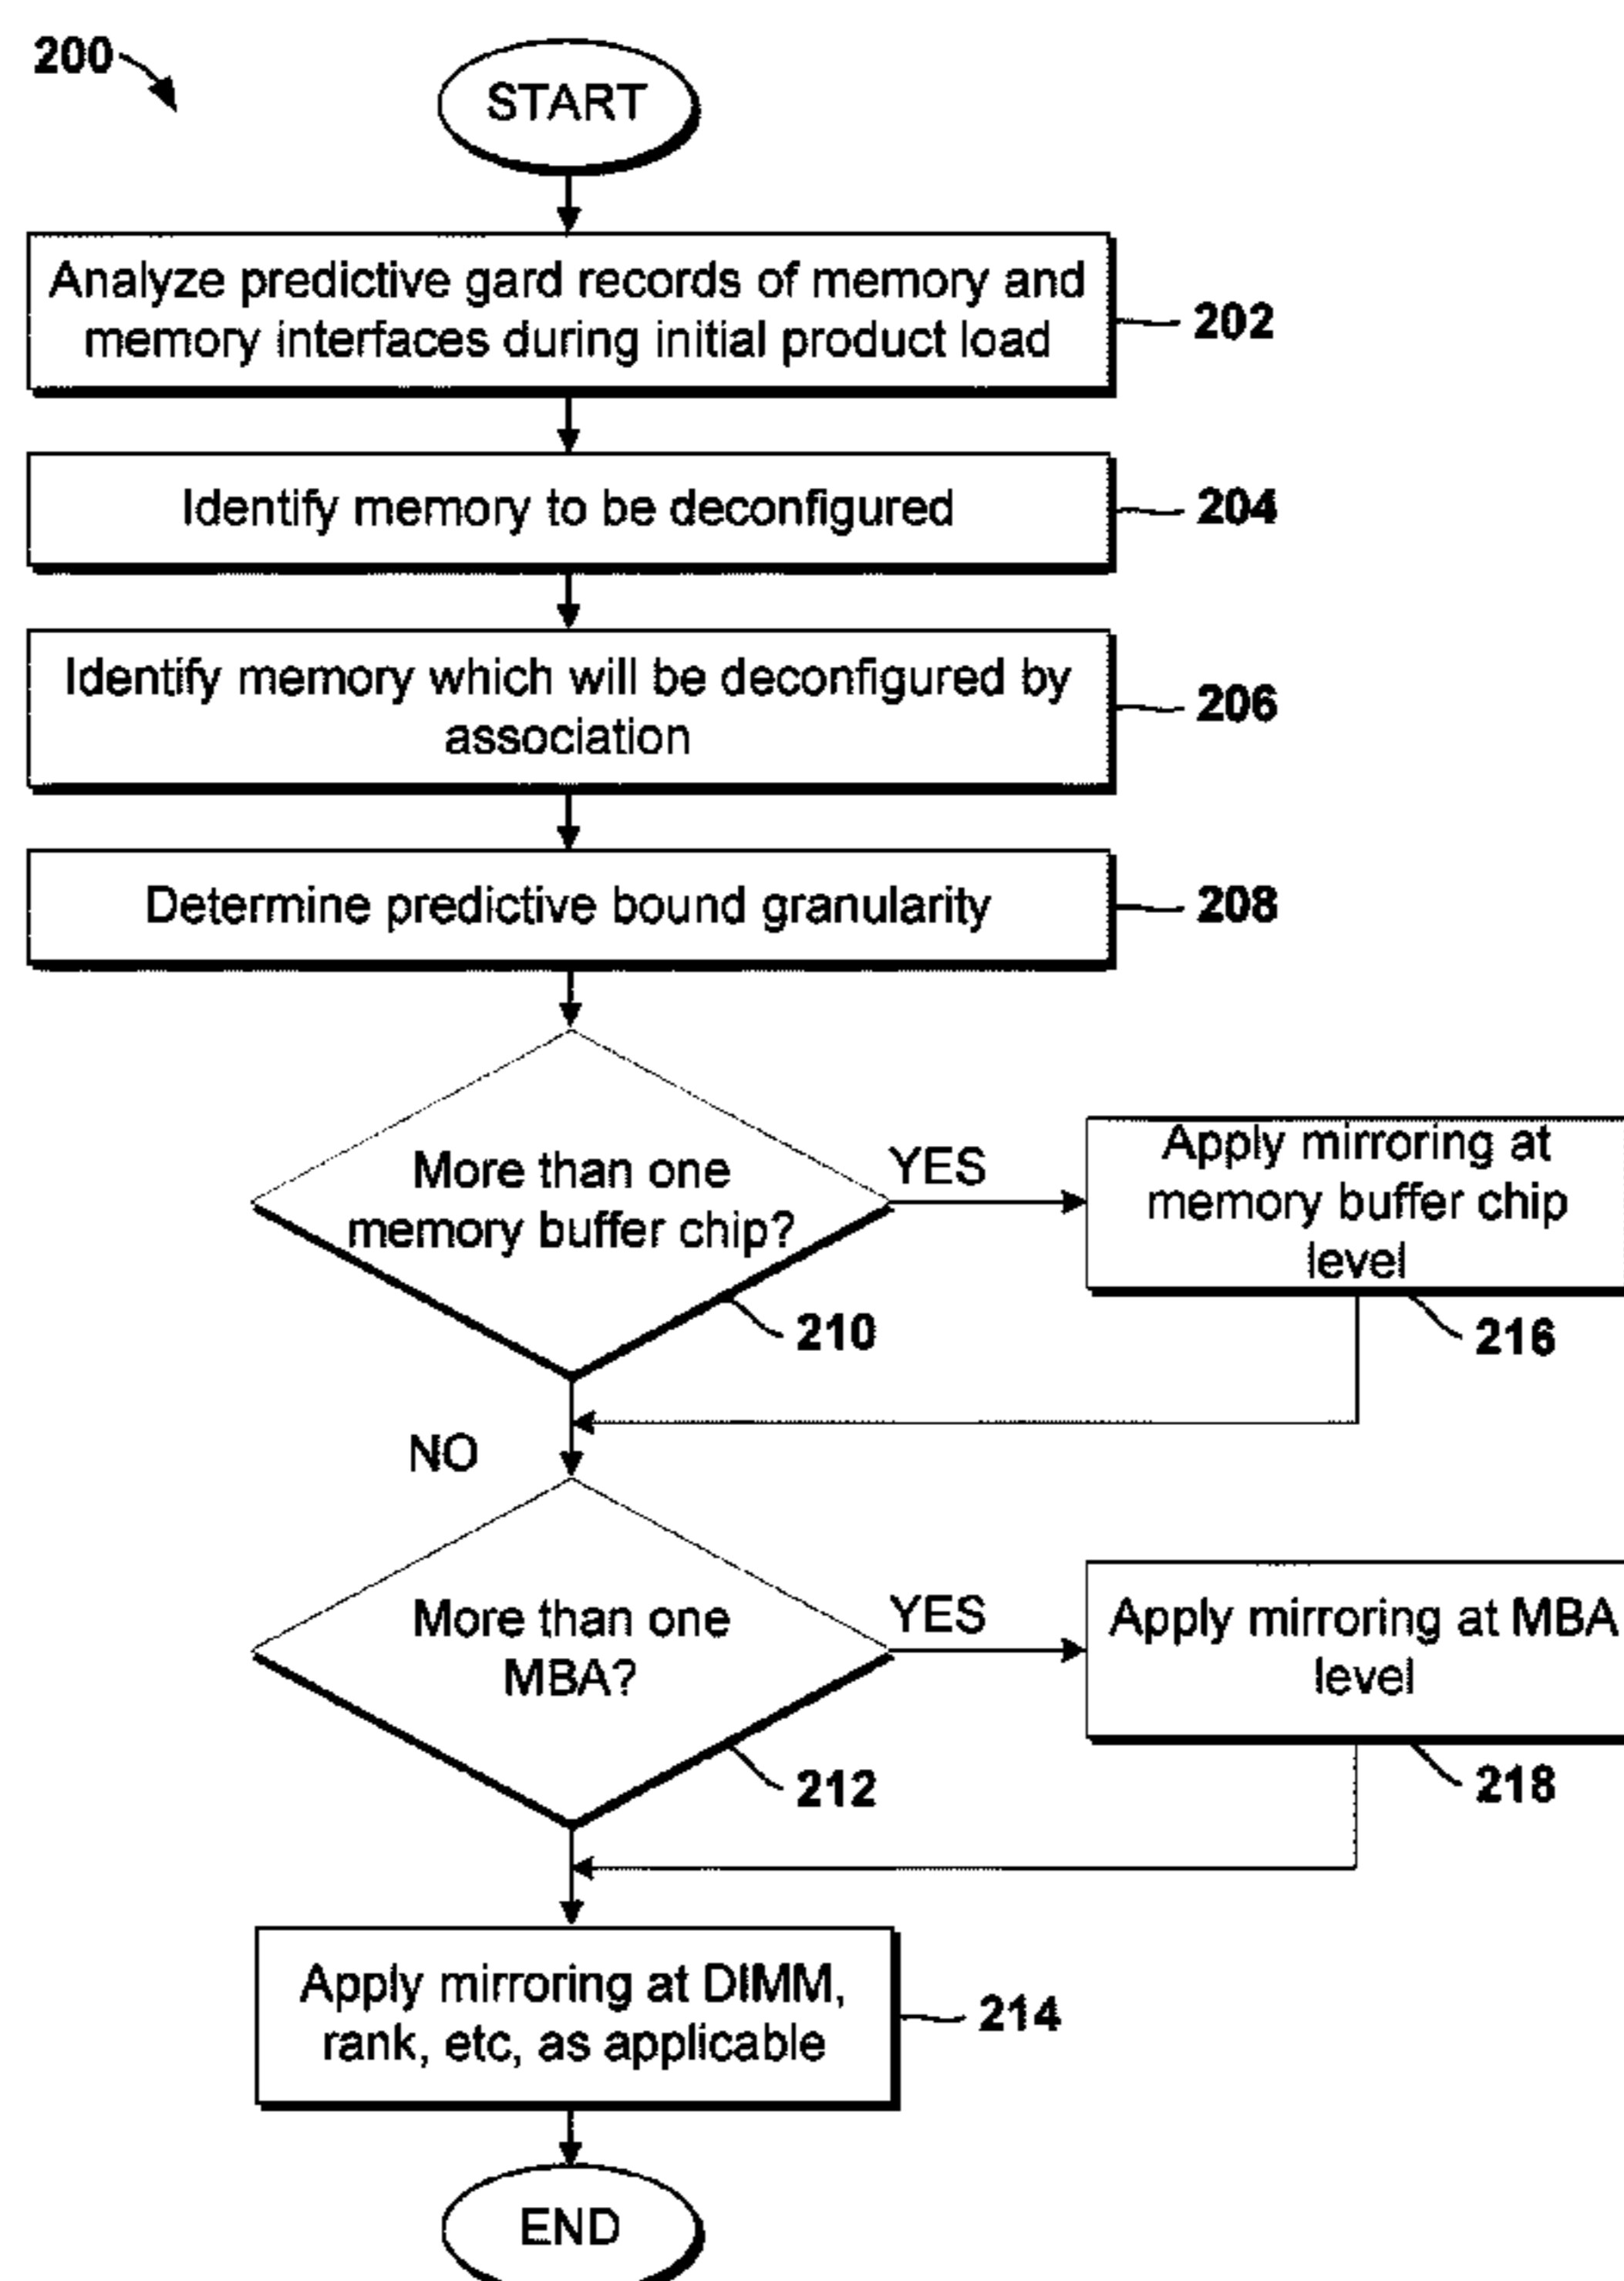 200
START
Analyze predictive gard records of memory and
memory interfaces during initial product load
202
Identify memory to be deconfigured
204
Identify memory which will be deconfigured by
association
206
Determine predictive bound granularity
208
More than one
memory buffer chip?
210
YES
Apply mirroring at
memory buffer chip
level
216
NO
More than one
MBA?
212
YES
Apply mirroring at MBA
level
218
Apply mirroring at DIMM,
rank, etc, as applicable
214
END